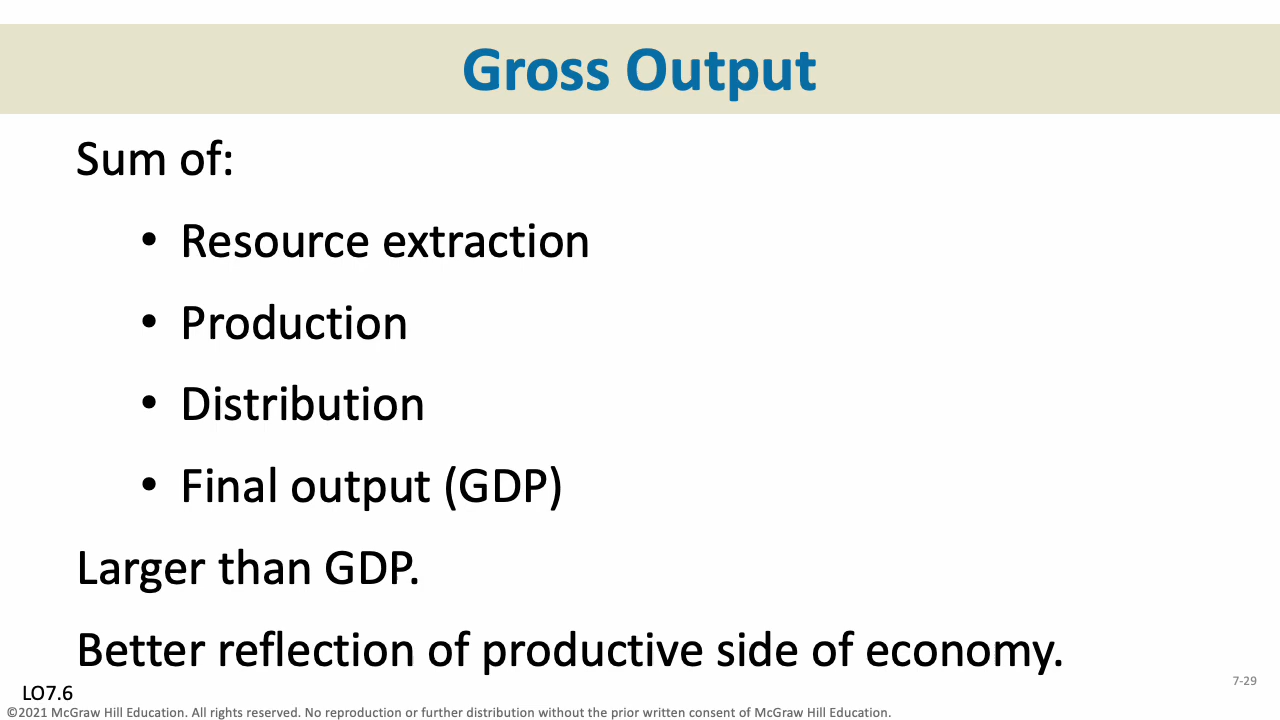 Gross Output
Sum of:
• Resource extraction
• Production
• Distribution
• Final output (GDP)
Larger than GDP.
Better reflection of productive side of economy.
7-29
LO7.6
©2021 McGraw Hill Education. All rights reserved. No reproduction or further distribution without the prior written consent of McGraw Hill Education.